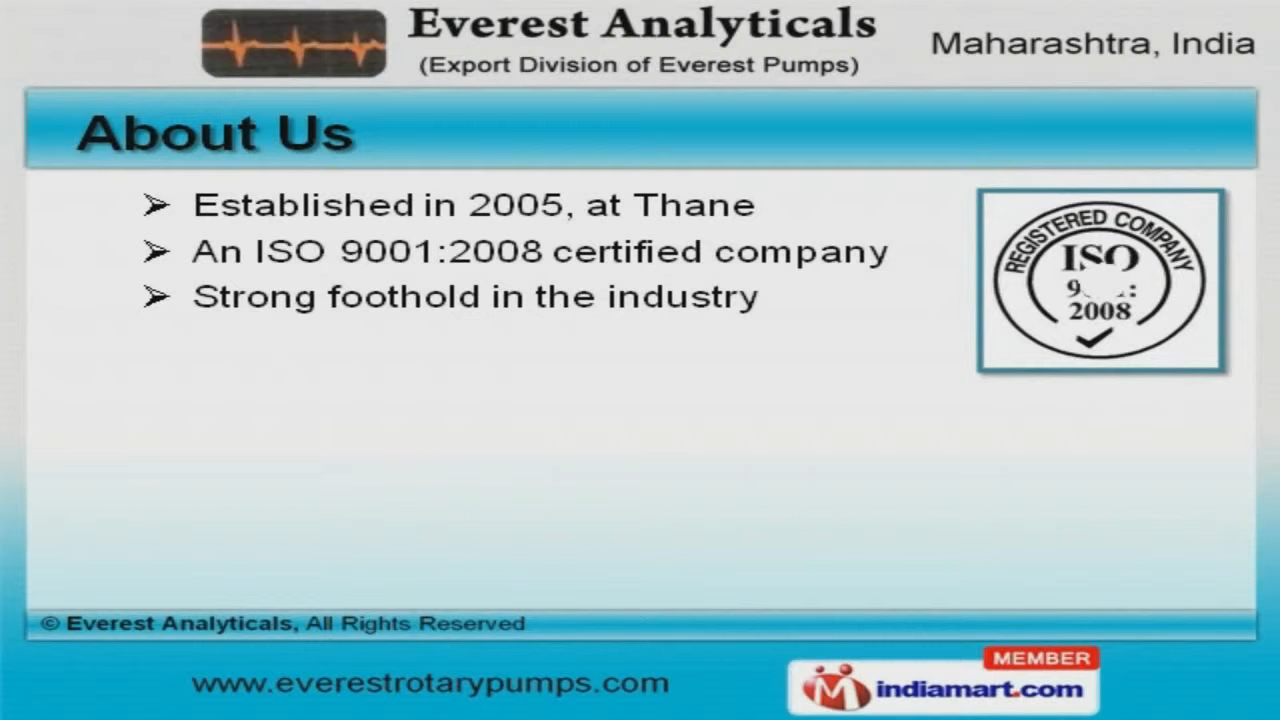 Everest Analyticals
(Export Division of Everest Pumps)
Maharashtra, India
About Us
Established in 2005, at Thane
An ISO 9001:2008 certified company
Strong foothold in the industry
REGISTERED COMPANY
ISO
2008
© Everest Analyticals, All Rights Reserved
www.everestrotarypumps.com
MEMBER
indiamart.com